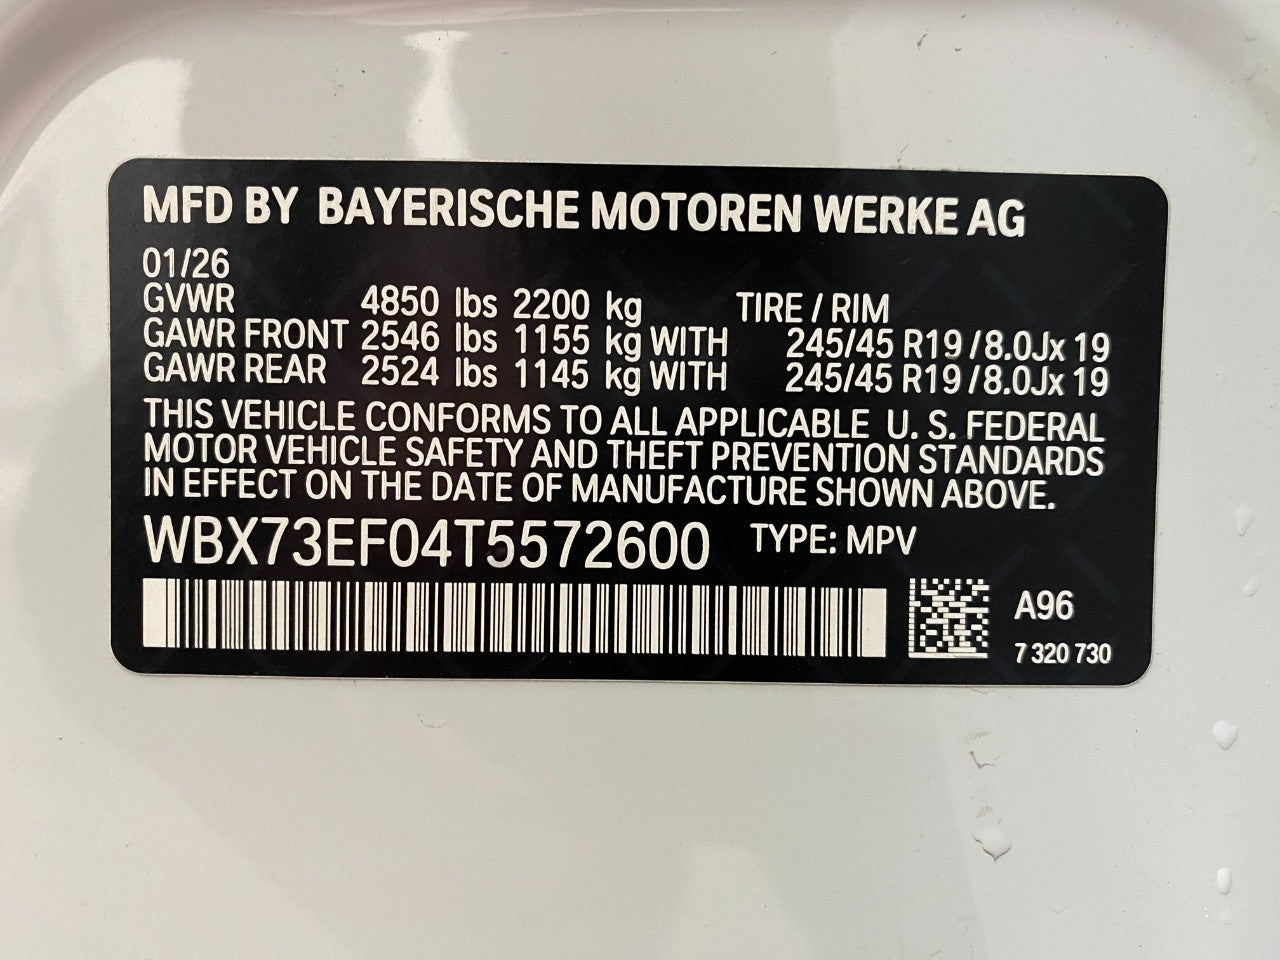 MFD BY BAYERISCHE MOTOREN WERKE AG
01/26
GVWR 4850 lbs 2200 kg TIRE / RIM
GAWR FRONT 2546 lbs 1155 kg WITH 245/45 R19 / 8.0Jx 19
GAWR REAR 2524 lbs 1145 kg WITH 245/45 R19 / 8.0Jx 19
THIS VEHICLE CONFORMS TO ALL APPLICABLE U. S. FEDERAL
MOTOR VEHICLE SAFETY AND THEFT PREVENTION STANDARDS
IN EFFECT ON THE DATE OF MANUFACTURE SHOWN ABOVE.
WBX73EF04T5572600 TYPE: MPV
A96
7 320 730